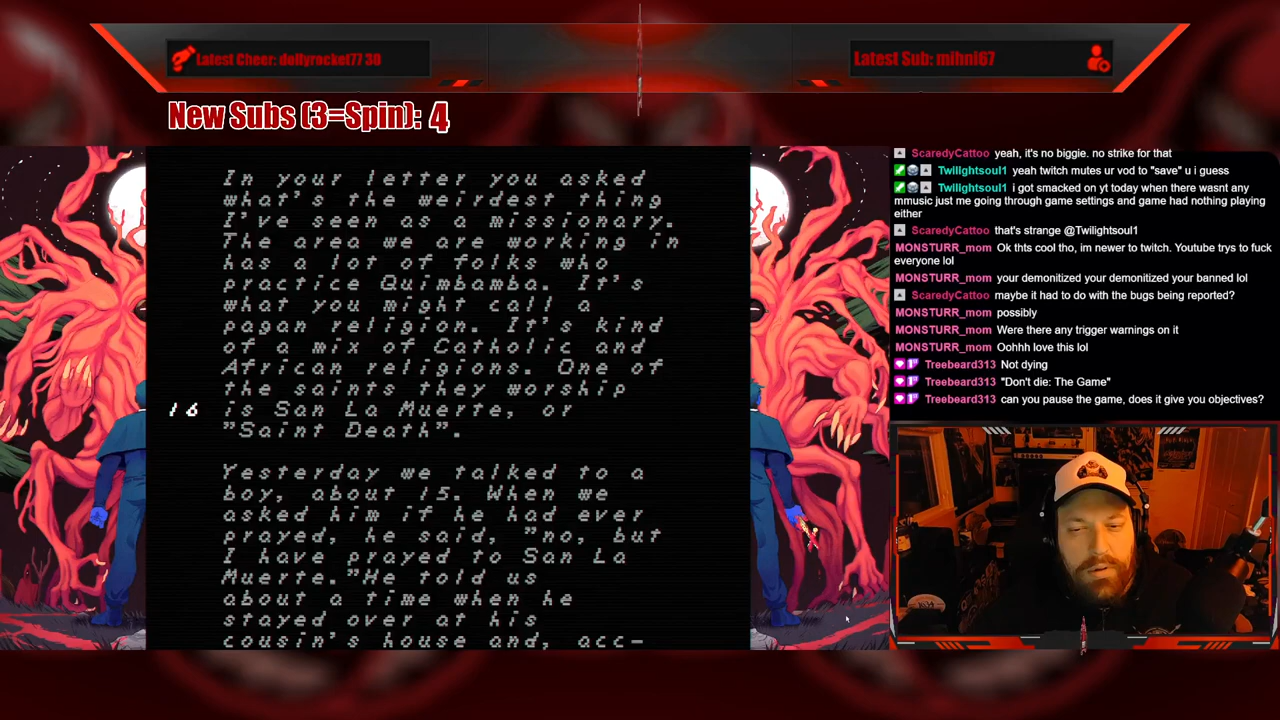 Latest Cheer: dollyrocket77 30
Latest Sub: mihni67
New Subs (3=Spin): 4
In your letter you asked
what's the weirdest thing
I've seen as a missionary.
The area we are working in
has a lot of folks who
practice Quimbamba. It's
what you might call a
pagan religion. It's kind
of a mix of Catholic and
African religions. One of
the saints they worship
16 is San La Muerte, or
"Saint Death".
Yesterday we talked to a
boy, about 15. When we
asked him if he had ever
prayed, he said, "no, but
I have prayed to San La
Muerte."He told us
about a time when he
stayed over at his
cousin's house and, acc-
ScaredyCattoo yeah, it's no biggie. no strike for that
Twilightsoul1 yeah twitch mutes ur vod to "save" u i guess
Twilightsoul1 i got smacked on yt today when there wasnt any
mmusic just me going through game settings and game had nothing playing
either
ScaredyCattoo that's strange @Twilightsoul1
MONSTURR_mom Ok thts cool tho, im newer to twitch. Youtube trys to fuck
everyone lol
MONSTURR_mom your demonitized your demonitized your banned lol
ScaredyCattoo maybe it had to do with the bugs being reported?
MONSTURR_mom possibly
MONSTURR_mom Were there any trigger warnings on it
MONSTURR_mom Oohhh love this lol
Treebeard313 Not dying
Treebeard313 "Don't die: The Game"
Treebeard313 can you pause the game, does it give you objectives?